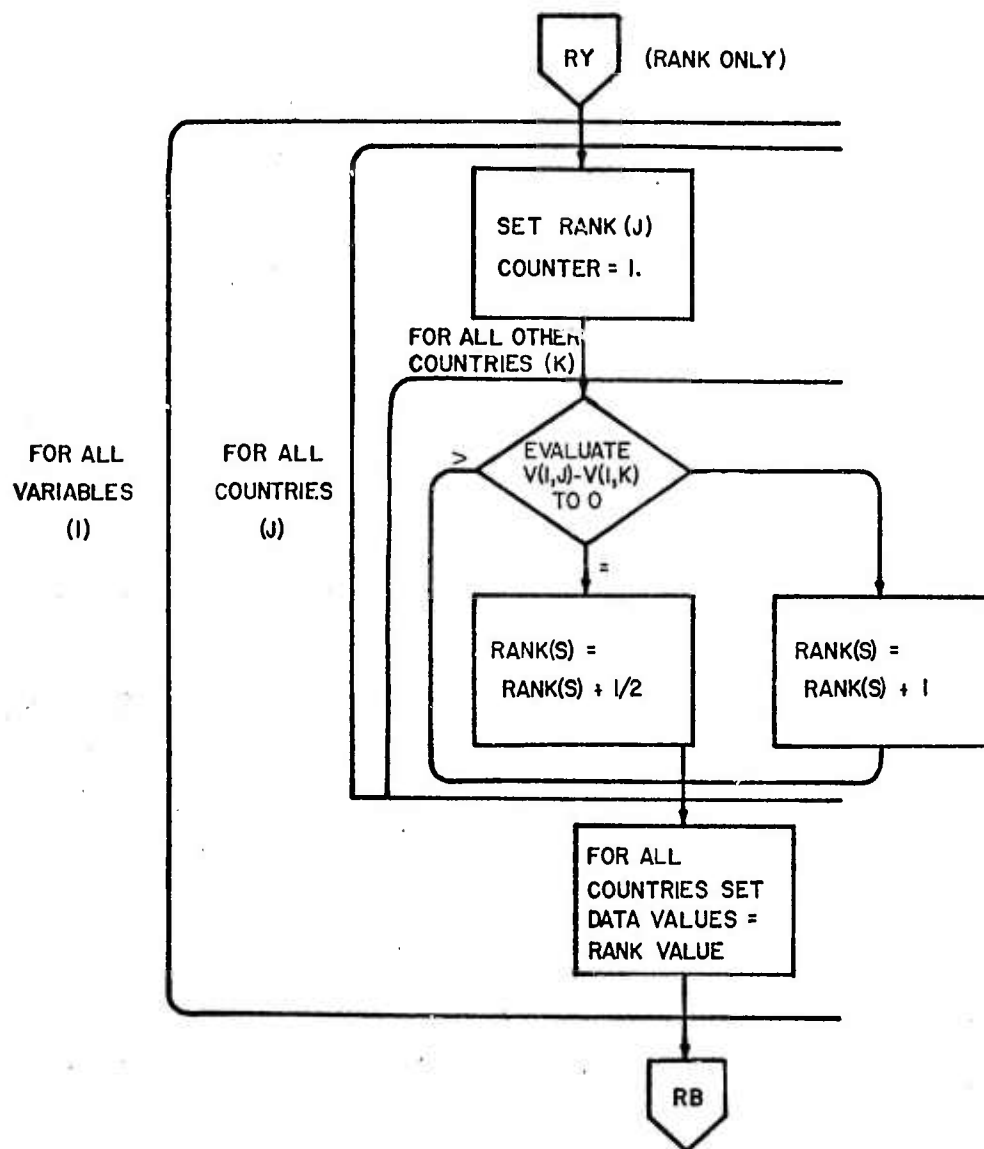 RY
(RANK ONLY)
SET RANK (J)
COUNTER = 1.
FOR ALL OTHER
COUNTRIES (K)
FOR ALL
VARIABLES
(I)
FOR ALL
COUNTRIES
(J)
>
EVALUATE
V(I,J)-V(I,K)
TO 0
=
RANK(S) =
RANK(S) + 1/2
RANK(S) =
RANK(S) + 1
FOR ALL
COUNTRIES SET
DATA VALUES =
RANK VALUE
RB